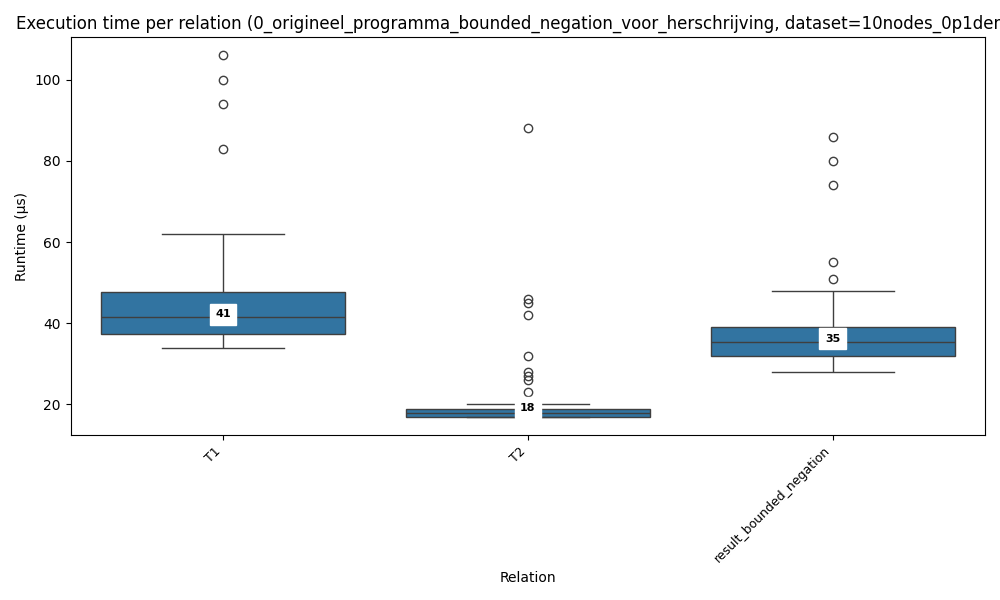 Execution time per relation (0_origineel_programma_bounded_negation_voor_herschrijving, dataset=10nodes_0p1der
Runtime (µs)
100
80
60
40
20
41
18
35
T1
T2
result_bounded_negation
Relation